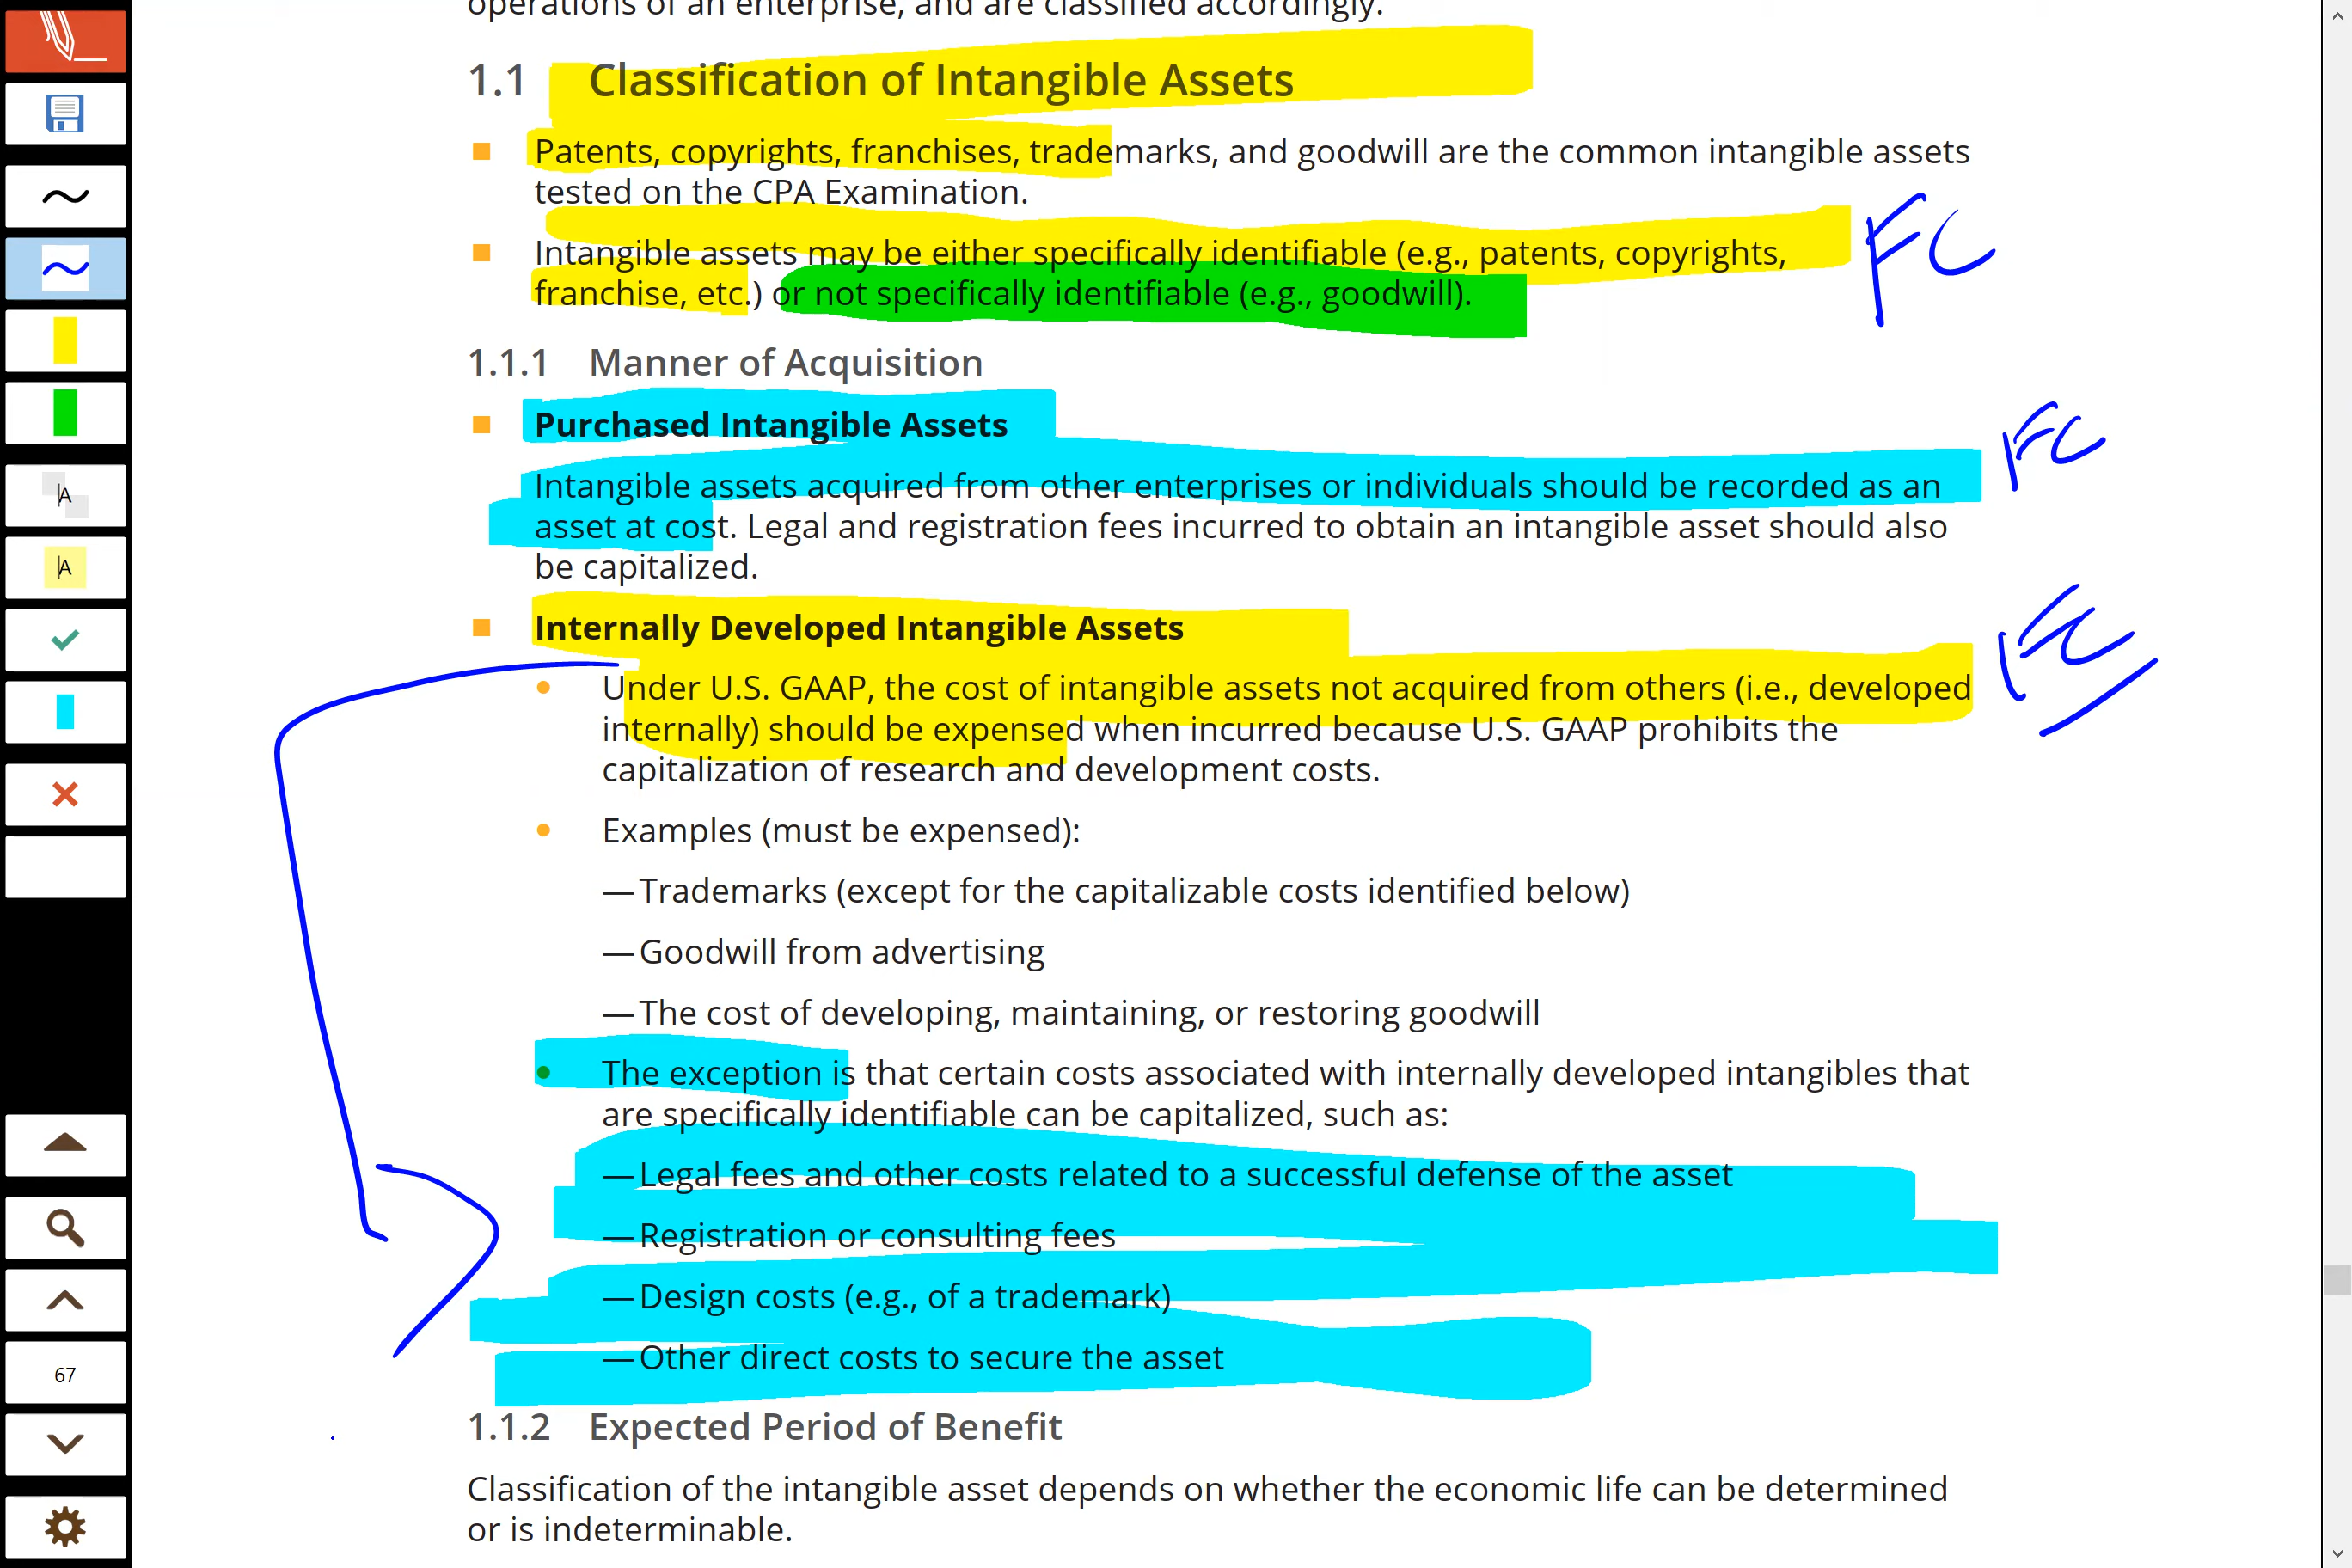 operations of an enterprise, and are classified accordingly.
1.1 Classification of Intangible Assets
Patents, copyrights, franchises, trademarks, and goodwill are the common intangible assets
tested on the CPA Examination.
Intangible assets may be either specifically identifiable (e.g., patents, copyrights,
franchise, etc.) or not specifically identifiable (e.g., goodwill).
FC
1.1.1 Manner of Acquisition
Purchased Intangible Assets
FC
Intangible assets acquired from other enterprises or individuals should be recorded as an
asset at cost. Legal and registration fees incurred to obtain an intangible asset should also
be capitalized.
Internally Developed Intangible Assets
FC
Under U.S. GAAP, the cost of intangible assets not acquired from others (i.e., developed
internally) should be expensed when incurred because U.S. GAAP prohibits the
capitalization of research and development costs.
Examples (must be expensed):
—Trademarks (except for the capitalizable costs identified below)
—Goodwill from advertising
—The cost of developing, maintaining, or restoring goodwill
The exception is that certain costs associated with internally developed intangibles that
are specifically identifiable can be capitalized, such as:
—Legal fees and other costs related to a successful defense of the asset
—Registration or consulting fees
—Design costs (e.g., of a trademark)
—Other direct costs to secure the asset
1.1.2 Expected Period of Benefit
Classification of the intangible asset depends on whether the economic life can be determined
or is indeterminable.
A
A
67